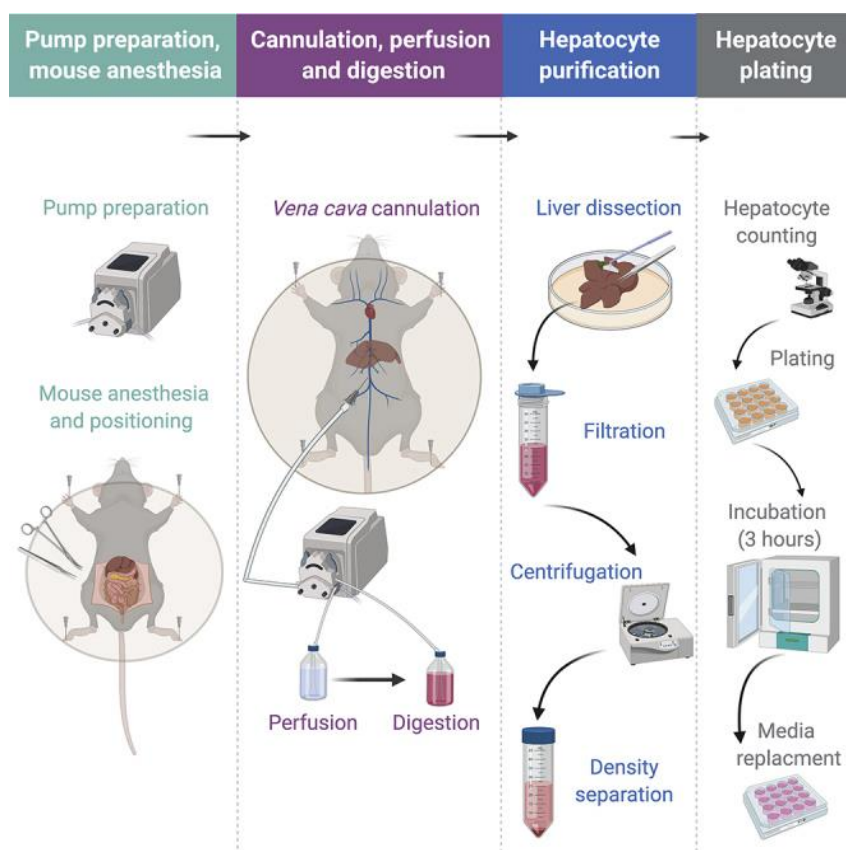 Pump preparation,
mouse anesthesia
Cannulation, perfusion
and digestion
Hepatocyte
purification
Hepatocyte
plating
Pump preparation
Mouse anesthesia
and positioning
Vena cava cannulation
Perfusion
Digestion
Liver dissection
Filtration
Centrifugation
Density
separation
Hepatocyte
counting
Plating
Incubation
(3 hours)
Media
replacment